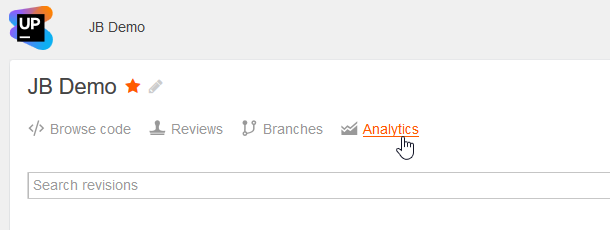 UP
JB Demo
JB Demo
Browse code Reviews Branches Analytics
Search revisions